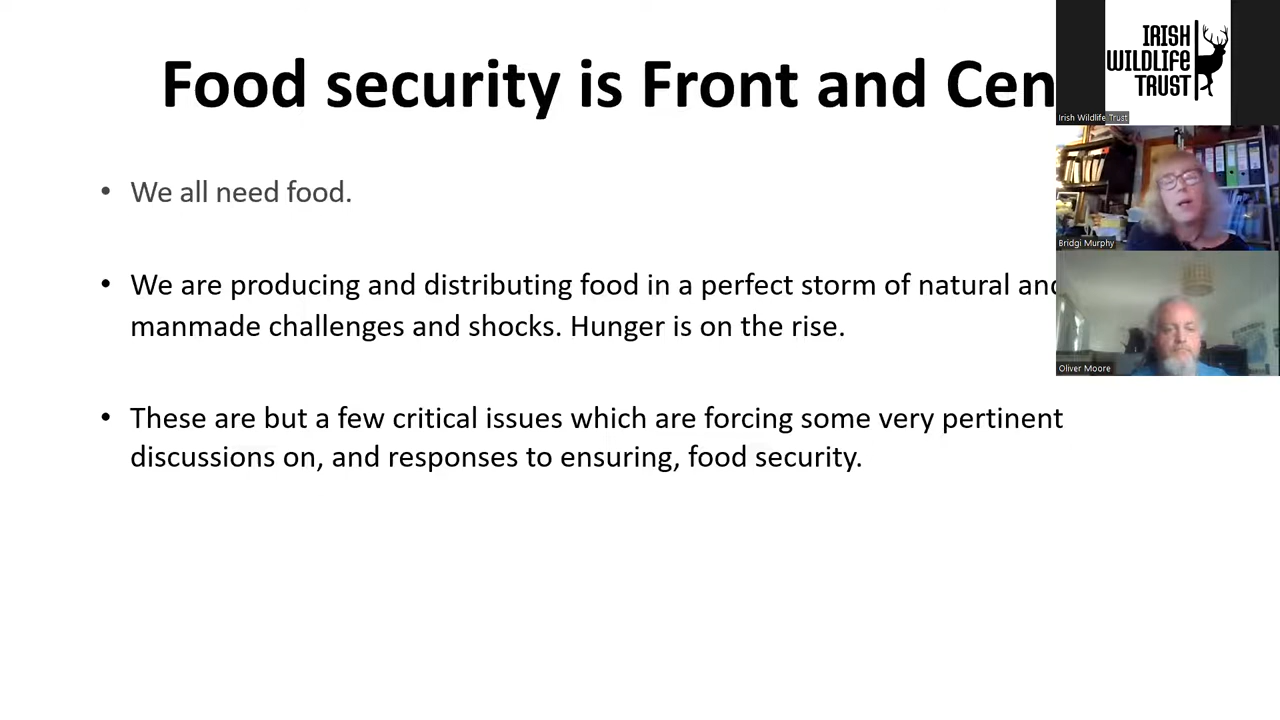 Food security is Front and Cen
• We all need food.
• We are producing and distributing food in a perfect storm of natural and
manmade challenges and shocks. Hunger is on the rise.
• These are but a few critical issues which are forcing some very pertinent
discussions on, and responses to ensuring, food security.
IRISH
WILDLIFE
TRUST
Irish Wildlife Trust
Bridgi Murphy
Oliver Moore